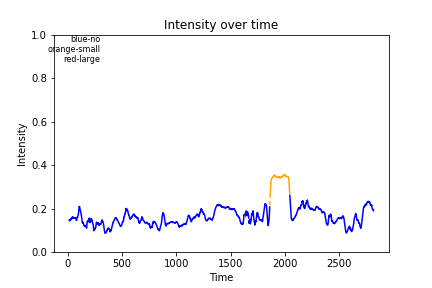 Intensity over time
blue-no
orange-small
red-large
1.0
0.8
0.6
0.4
0.2
0.0
Intensity
0 500 1000 1500 2000 2500
Time